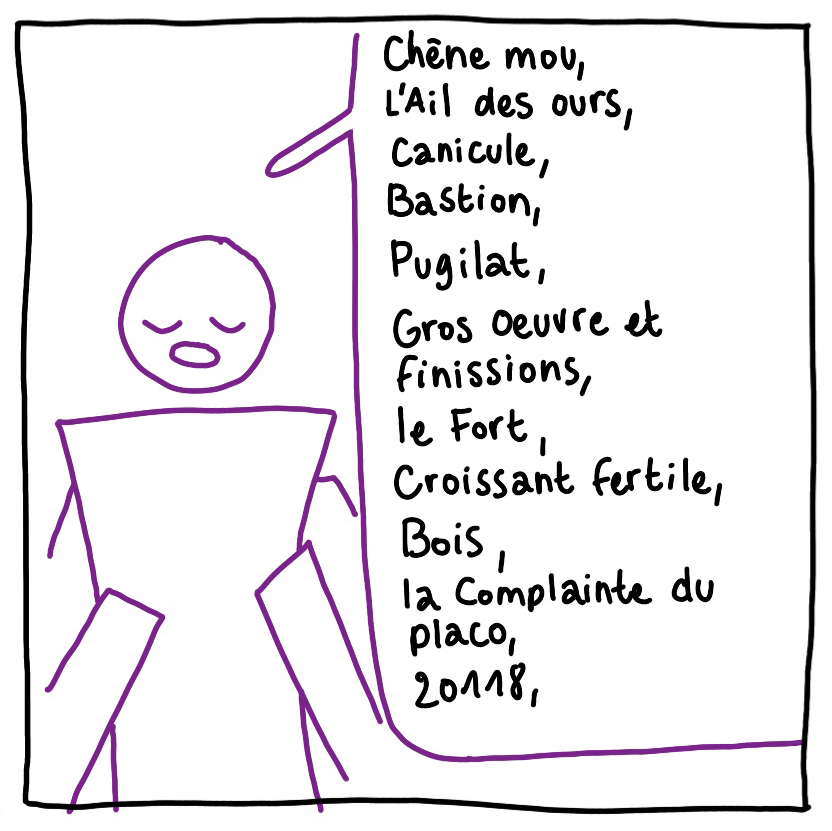 Chêne mou,
L'Ail des ours,
Canicule,
Bastion,
Pugilat,
Gros Oeuvre et
finissions,
le Fort,
Croissant fertile,
Bois,
la Complainte du
placo,
20118,